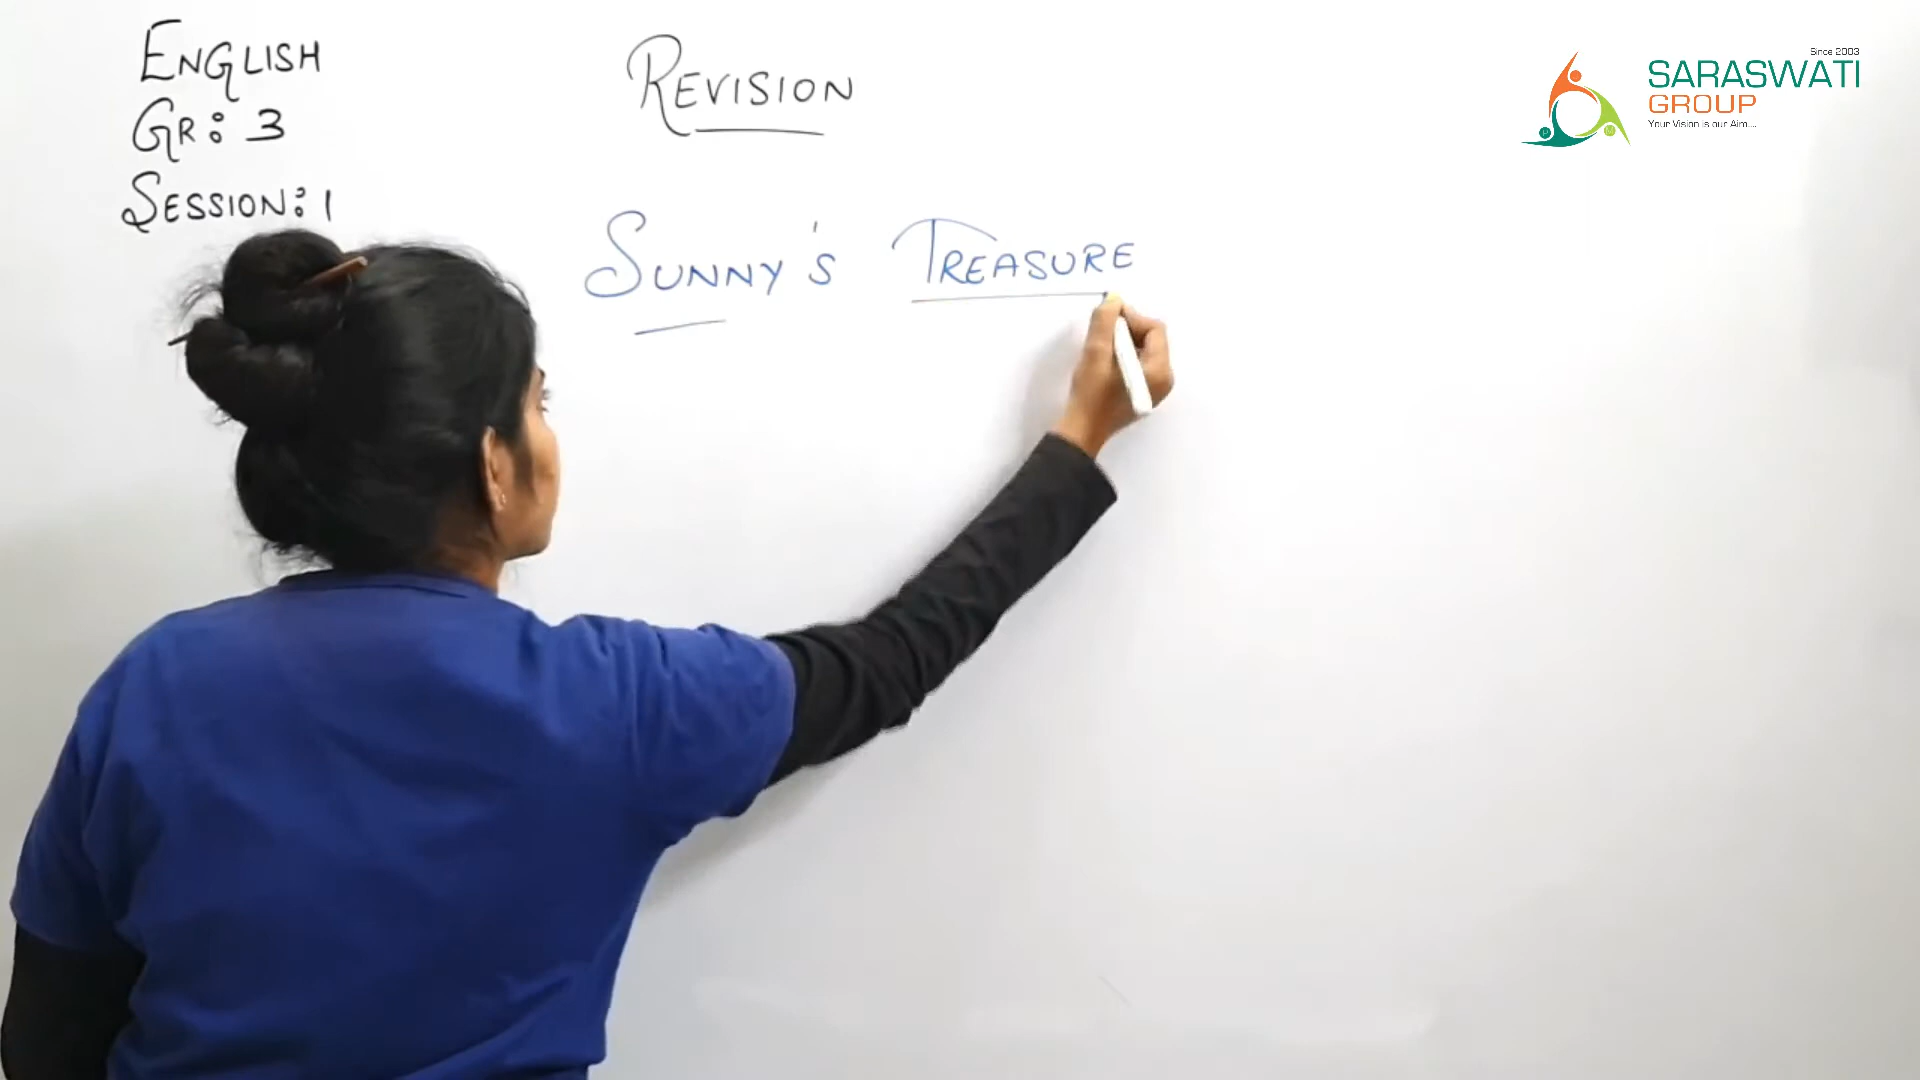 ENGLISH
GR: 3
SESSION: 1
REVISION
SUNNY'S TREASURE
Since 2003
SARASWATI
GROUP
Your Vision is our Aim....